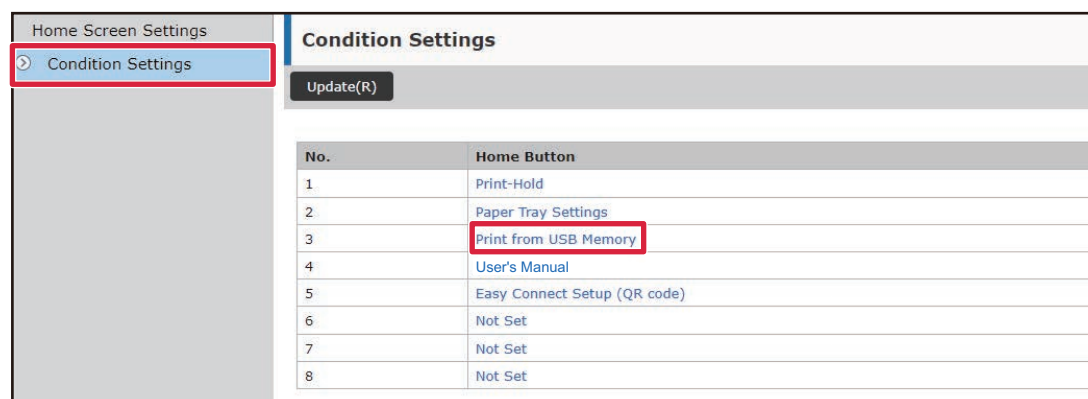 Home Screen Settings
Condition Settings
Condition Settings
Update(R)
No. Home Button
1 Print-Hold
2 Paper Tray Settings
3 Print from USB Memory
4 User's Manual
5 Easy Connect Setup (QR code)
6 Not Set
7 Not Set
8 Not Set